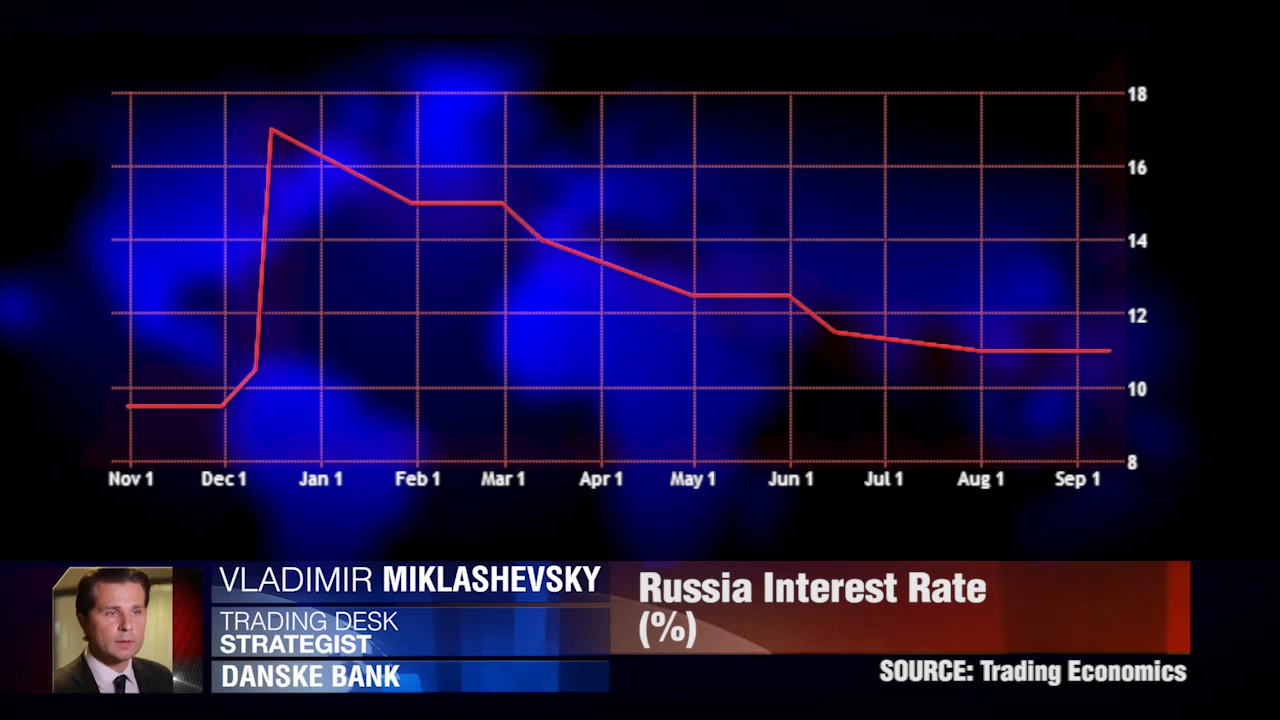 18
16
14
12
10
8
Nov 1 Dec 1 Jan 1 Feb 1 Mar 1 Apr 1 May 1 Jun 1 Jul 1 Aug 1 Sep 1
VLADIMIR MIKLASHEVSKY
TRADING DESK
STRATEGIST
DANSKE BANK
Russia Interest Rate
(%)
SOURCE: Trading Economics